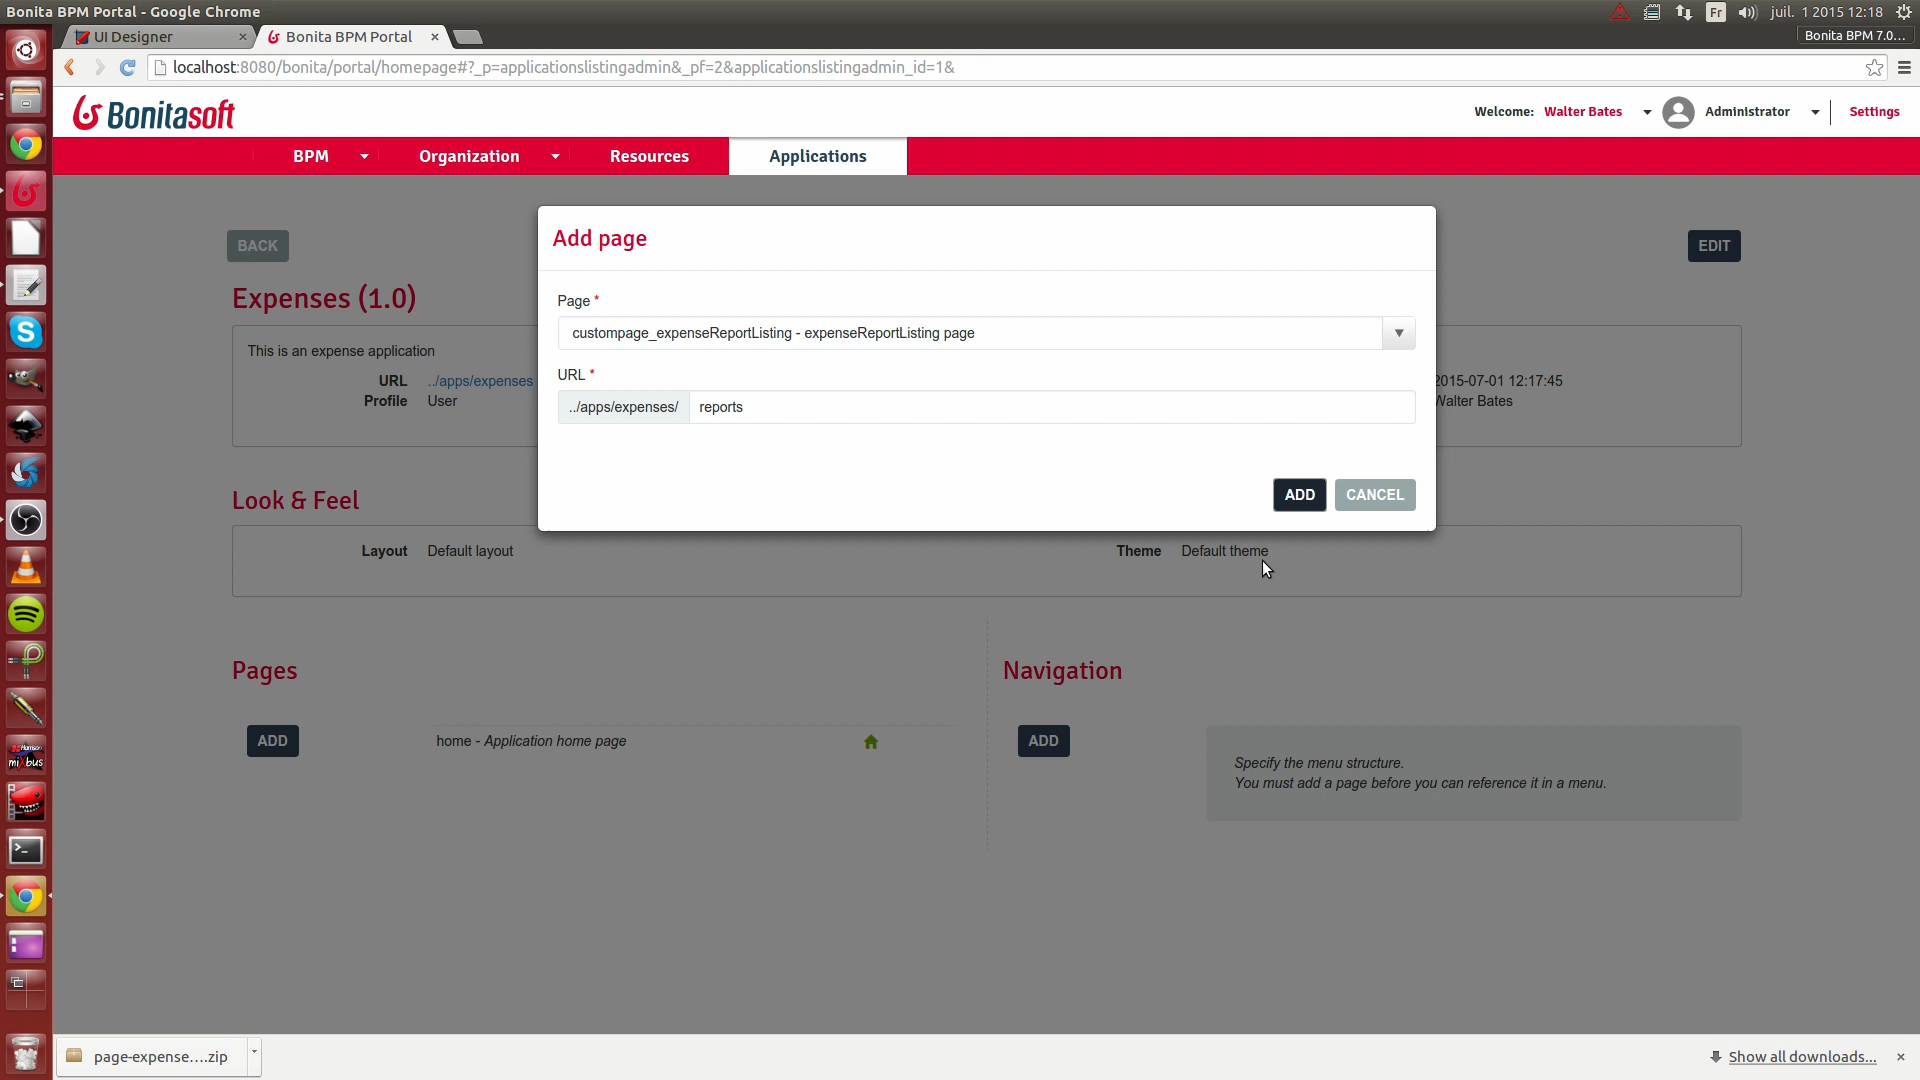 Bonita BPM Portal - Google Chrome
Fr
juil. 1 2015 12:18
UI Designer
Bonita BPM Portal
Bonita BPM 7.0...
localhost:8080/bonita/portal/homepage#?_p=applicationslistingadmin&_pf=2&applicationslistingadmin_id=1&
Bonitasoft
Welcome: Walter Bates
Administrator
Settings
BPM
Organization
Resources
Applications
BACK
EDIT
Add page
Page *
custompage_expenseReportListing - expenseReportListing page
URL *
../apps/expenses/ reports
ADD
CANCEL
Expenses (1.0)
This is an expense application
URL ../apps/expenses
Profile User
2015-07-01 12:17:45
Walter Bates
Look & Feel
Layout Default layout
Theme Default theme
Pages
ADD
home - Application home page
Navigation
ADD
Specify the menu structure.
You must add a page before you can reference it in a menu.
Harrison
mixbus
page-expense....zip
Show all downloads...